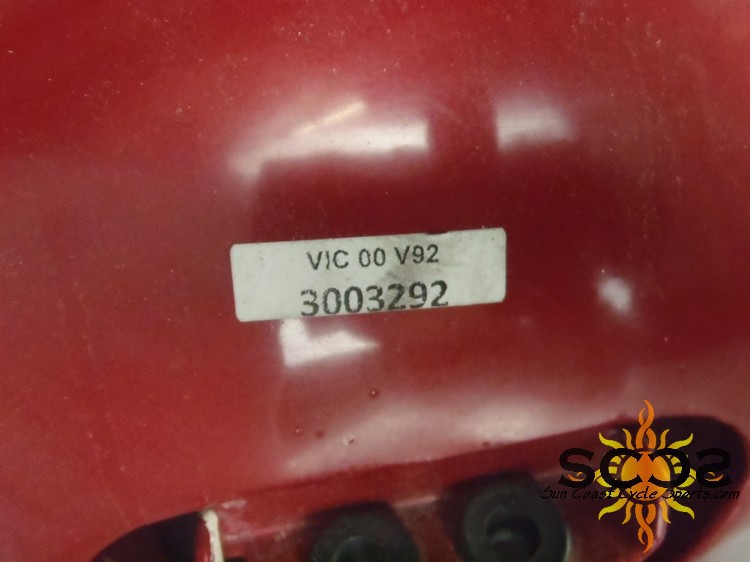 VIC 00 V92
3003292
SCCS
Sun Coast Cycle Sports.com